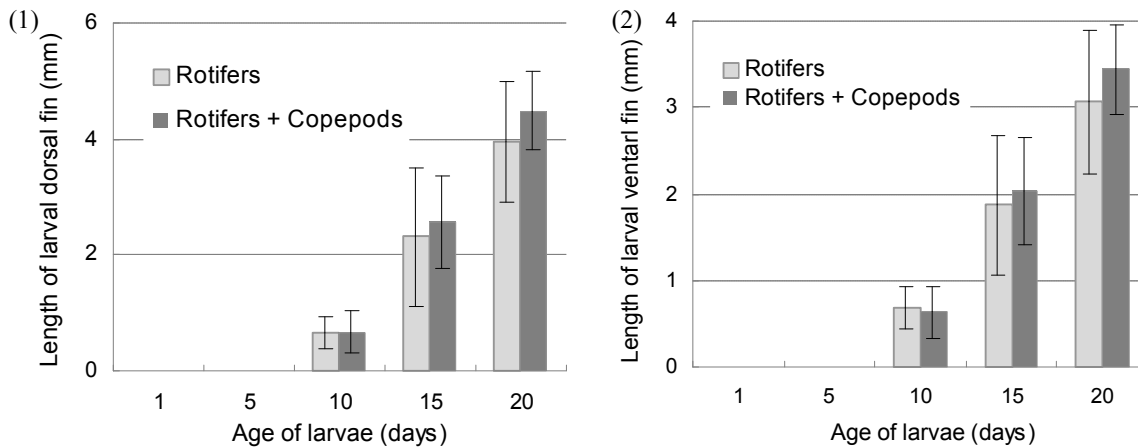 (1)
Length of larval dorsal fin (mm)
6
4
2
0
Rotifers
Rotifers + Copepods
1 5 10 15 20
Age of larvae (days)
(2)
Length of larval ventarl fin (mm)
4
3
2
1
0
Rotifers
Rotifers + Copepods
1 5 10 15 20
Age of larvae (days)